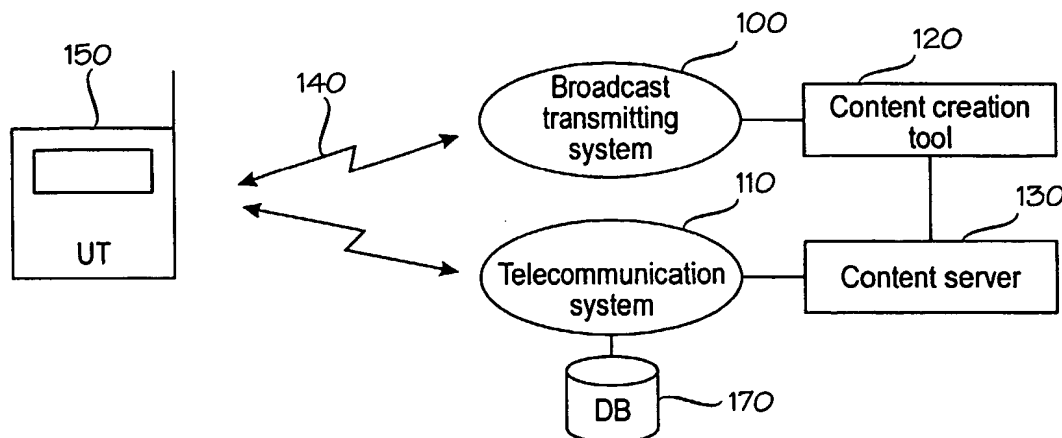 150
140
100
120
Broadcast
transmitting
system
Content creation
tool
110
130
UT
Telecommunication
system
Content server
DB
170